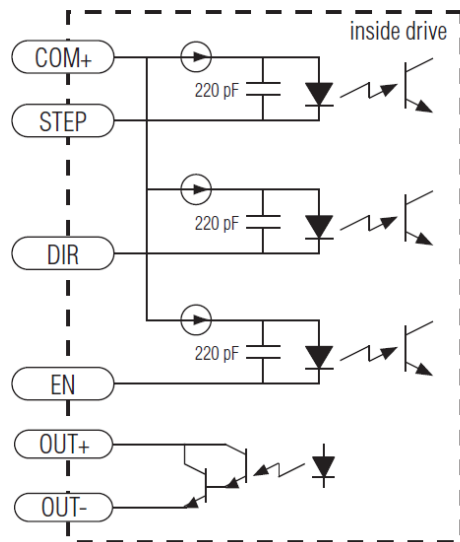 inside drive
COM+
220 pF
STEP
220 pF
DIR
220 pF
EN
OUT+
OUT-